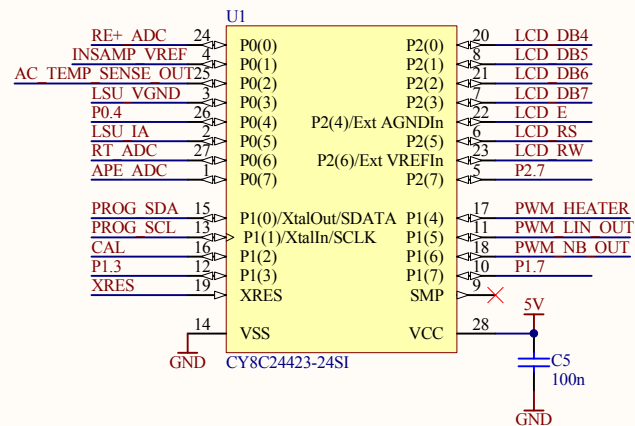 U1
RE+_ADC 24 P0(0) P2(0) 20 LCD_DB4
INSAMP_VREF 4 P0(1) P2(1) 8 LCD_DB5
AC_TEMP_SENSE_OUT 25 P0(2) P2(2) 21 LCD_DB6
LSU_VGND 3 P0(3) P2(3) 7 LCD_DB7
P0.4 26 P0(4) P2(4)/Ext AGNDIn 22 LCD_E
LSU_IA 2 P0(5) P2(5) 6 LCD_RS
RT_ADC 27 P0(6) P2(6)/Ext VREFIn 23 LCD_RW
APE_ADC 1 P0(7) P2(7) 5 P2.7
PROG_SDA 15 P1(0)/XtalOut/SDATA P1(4) 17 PWM_HEATER
PROG_SCL 13 P1(1)/XtalIn/SCLK P1(5) 11 PWM_LIN_OUT
CAL 16 P1(2) P1(6) 18 PWM_NB_OUT
P1.3 12 P1(3) P1(7) 10 P1.7
XRES 19 XRES SMP 9
5V
14 VSS VCC 28
GND
CY8C24423-24SI
C5
100n
GND